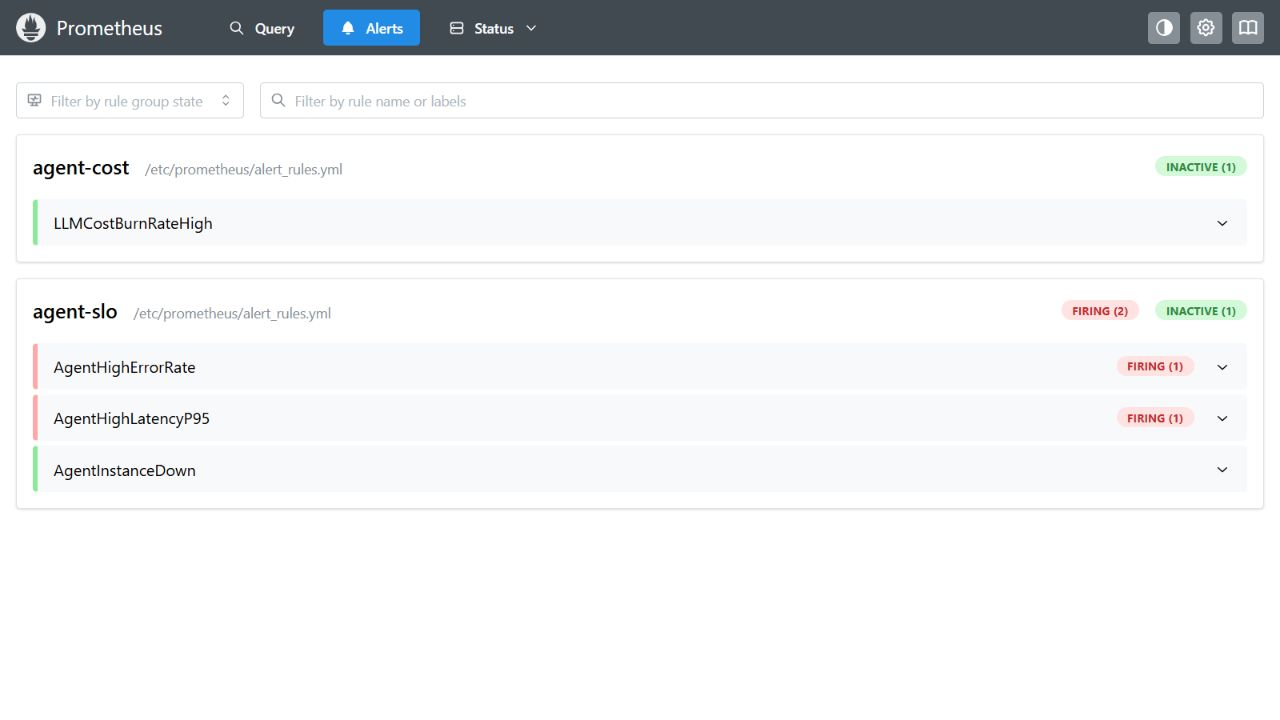 Prometheus Query Alerts Status
Filter by rule group state Filter by rule name or labels
agent-cost /etc/prometheus/alert_rules.yml INACTIVE (1)
LLMCostBurnRateHigh
agent-slo /etc/prometheus/alert_rules.yml FIRING (2) INACTIVE (1)
AgentHighErrorRate FIRING (1)
AgentHighLatencyP95 FIRING (1)
AgentInstanceDown